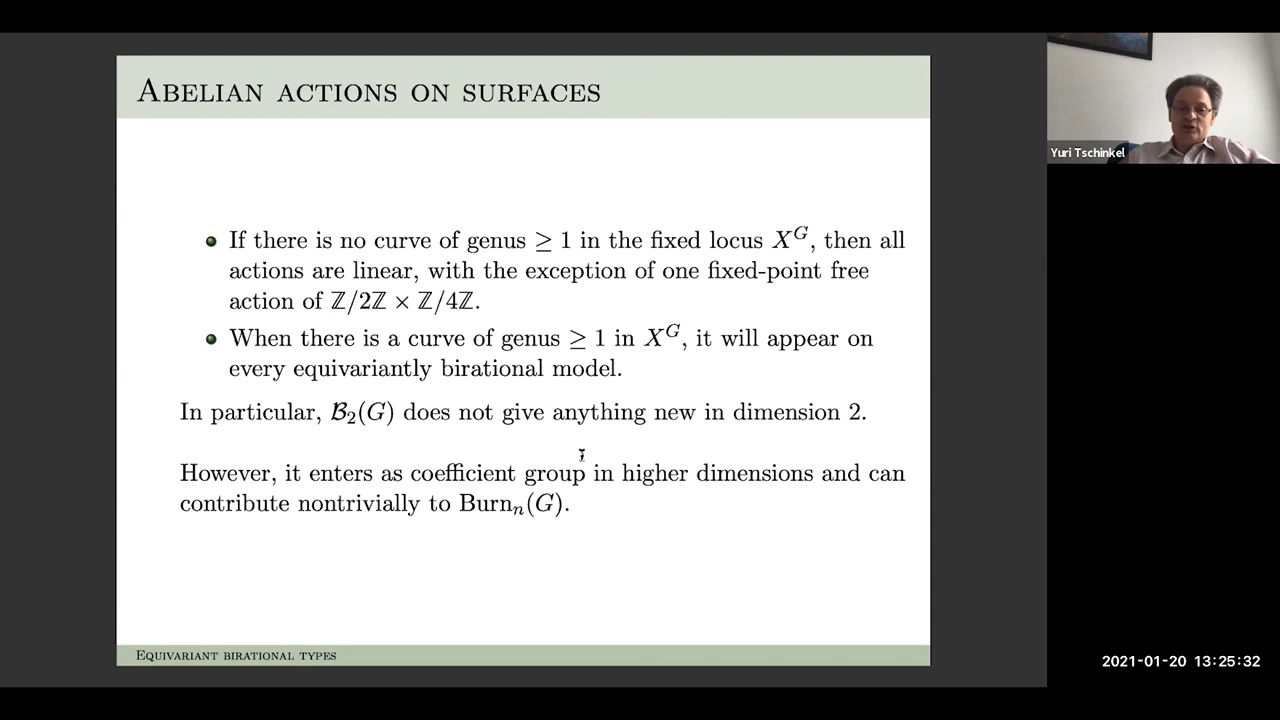 ABELIAN ACTIONS ON SURFACES
• If there is no curve of genus ≥ 1 in the fixed locus X^G, then all
actions are linear, with the exception of one fixed-point free
action of ℤ/2ℤ × ℤ/4ℤ.
• When there is a curve of genus ≥ 1 in X^G, it will appear on
every equivariantly birational model.
In particular, 𝓑₂(G) does not give anything new in dimension 2.
However, it enters as coefficient group in higher dimensions and can
contribute nontrivially to Burnₙ(G).
EQUIVARIANT BIRATIONAL TYPES
Yuri Tschinkel
2021-01-20 13:25:32